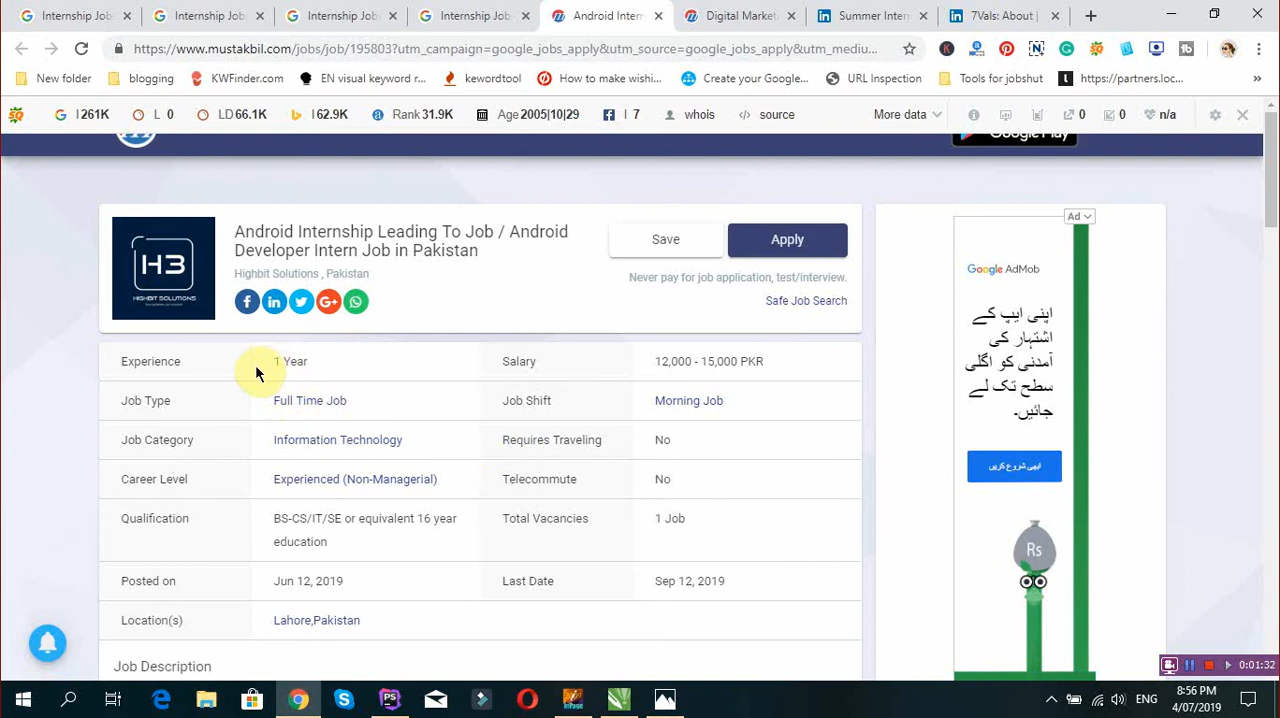 Internship Job
Internship Job
Internship Job
Internship Job
Android Inter
Digital Market
Summer Intern
7Vals: About |
https://www.mustakbil.com/jobs/job/195803?utm_campaign=google_jobs_apply&utm_source=google_jobs_apply&utm_mediu...
New folder
blogging
KWFinder.com
EN visual keyword r...
kewordtool
How to make wishi...
Create your Google...
URL Inspection
Tools for jobshut
https://partners.loc...
I 261K
L 0
LD 66.1K
I 62.9K
Rank 31.9K
Age 2005|10|29
I 7
whois
source
More data
0
0
n/a
Google Play
H3
HIGHBIT SOLUTIONS
Android Internship Leading To Job / Android
Developer Intern Job in Pakistan
Highbit Solutions , Pakistan
Save
Apply
Never pay for job application, test/interview.
Safe Job Search
Experience
1 Year
Salary
12,000 - 15,000 PKR
Job Type
Full Time Job
Job Shift
Morning Job
Job Category
Information Technology
Requires Traveling
No
Career Level
Experienced (Non-Managerial)
Telecommute
No
Qualification
BS-CS/IT/SE or equivalent 16 year
education
Total Vacancies
1 Job
Posted on
Jun 12, 2019
Last Date
Sep 12, 2019
Location(s)
Lahore,Pakistan
Job Description
Ad
Google AdMob
اپنی ایپ کے
اشتہار کی
آمدنی کو اگلی
سطح تک لے
جائیں۔
ابھی شروع کریں
Rs
0:01:32
ENG
8:56 PM
4/07/2019